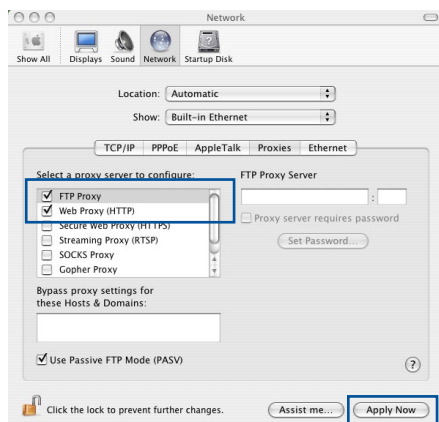 Network
Show All Displays Sound Network Startup Disk
Location: Automatic
Show: Built-in Ethernet
TCP/IP PPPoE AppleTalk Proxies Ethernet
Select a proxy server to configure: FTP Proxy Server
FTP Proxy
:
Web Proxy (HTTP)
Proxy server requires password
Secure Web Proxy (HTTPS)
Streaming Proxy (RTSP)
Set Password...
SOCKS Proxy
Gopher Proxy
Bypass proxy settings for
these Hosts & Domains:
Use Passive FTP Mode (PASV)
?
Click the lock to prevent further changes. Assist me... Apply Now